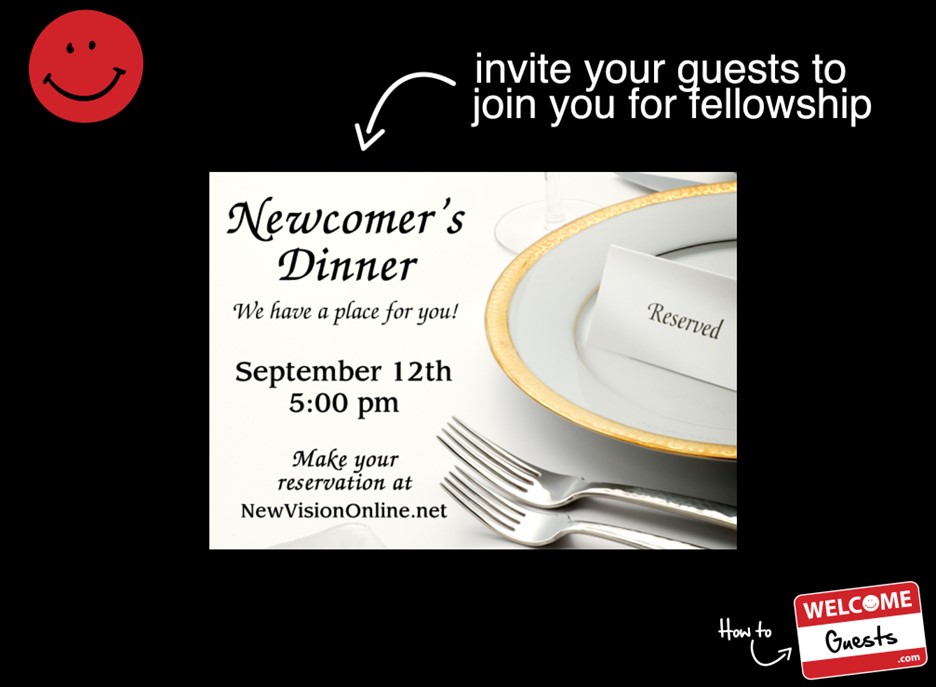 invite your guests to
join you for fellowship
Newcomer's
Dinner
We have a place for you!
September 12th
5:00 pm
Make your
reservation at
NewVisionOnline.net
Reserved
How to
WELCOME
Guests
.com